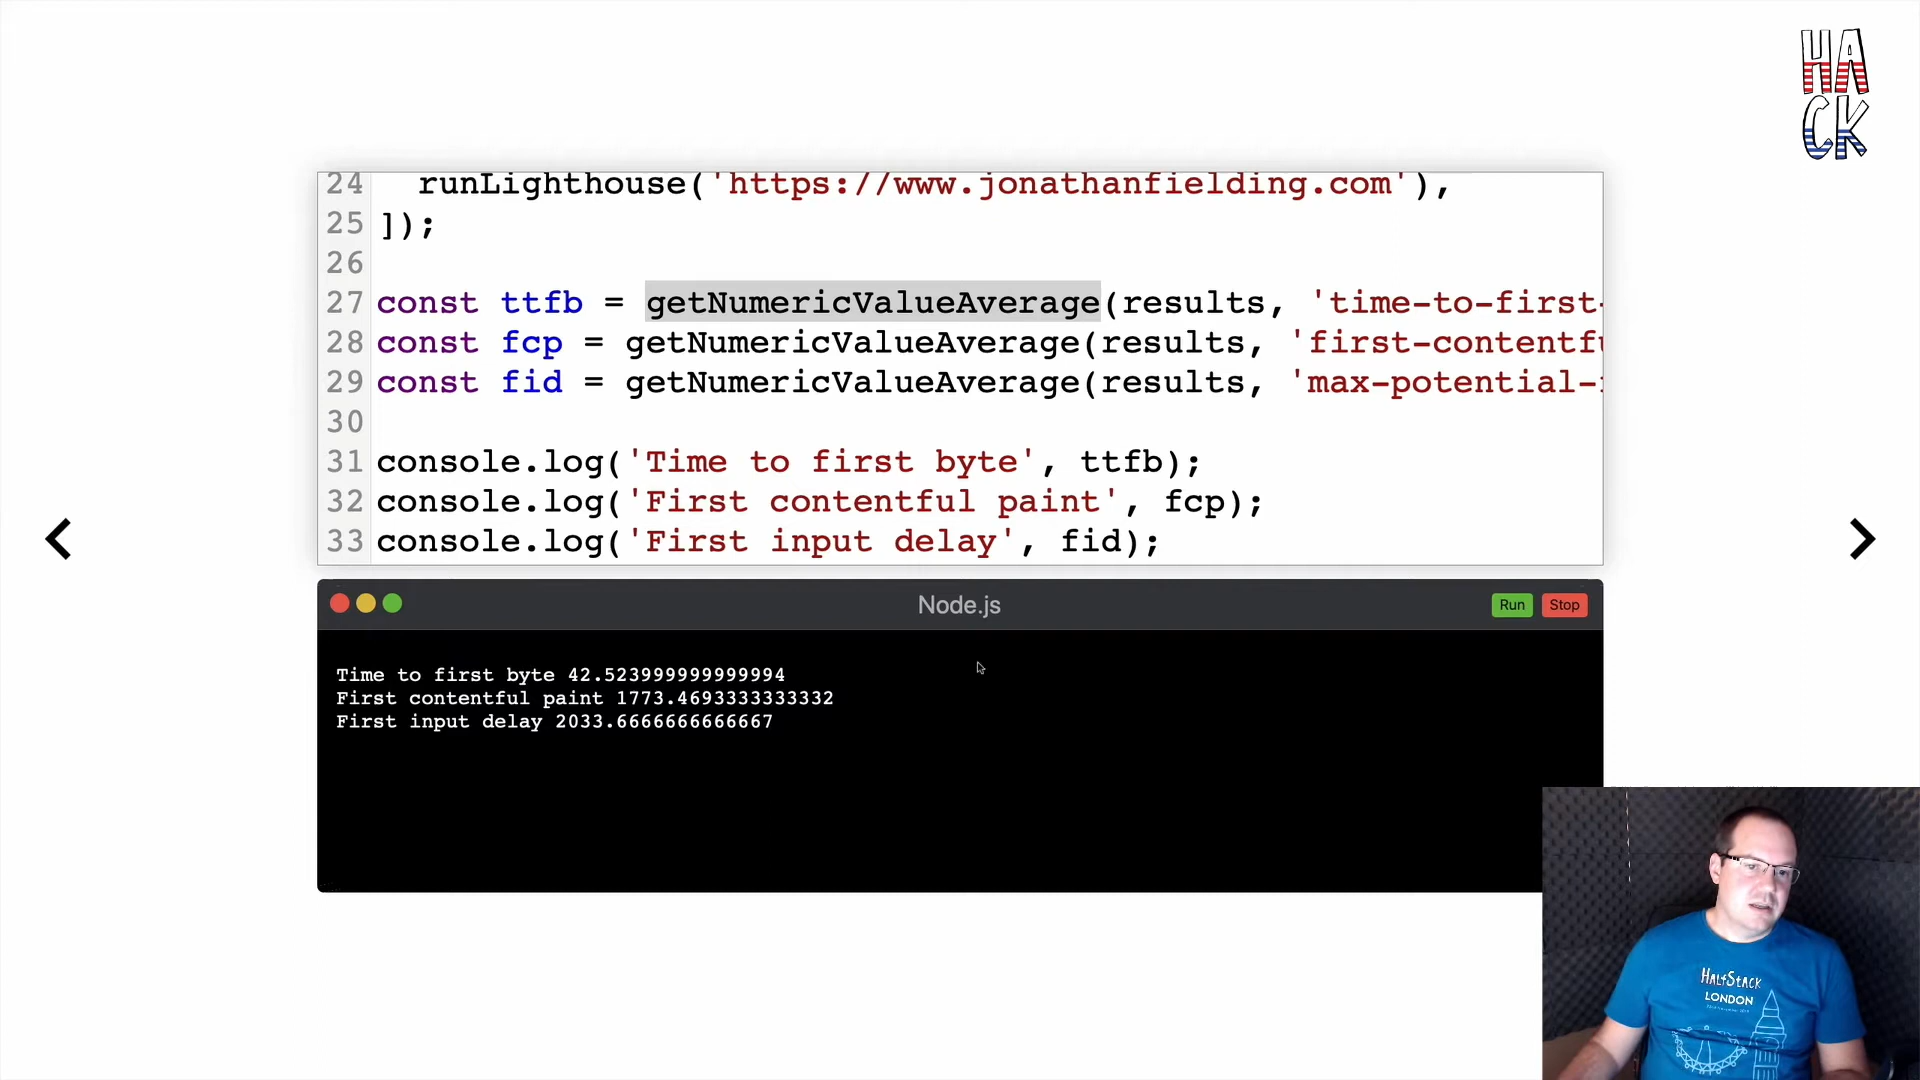 HA
CK
24 runLighthouse('https://www.jonathanfielding.com'),
25 ]);
26
27 const ttfb = getNumericValueAverage(results, 'time-to-first-
28 const fcp = getNumericValueAverage(results, 'first-contentfu
29 const fid = getNumericValueAverage(results, 'max-potential-
30
31 console.log('Time to first byte', ttfb);
32 console.log('First contentful paint', fcp);
33 console.log('First input delay', fid);
Node.js
Run
Stop
Time to first byte 42.523999999999994
First contentful paint 1773.4693333333332
First input delay 2033.6666666666667
HALFSTACK
LONDON